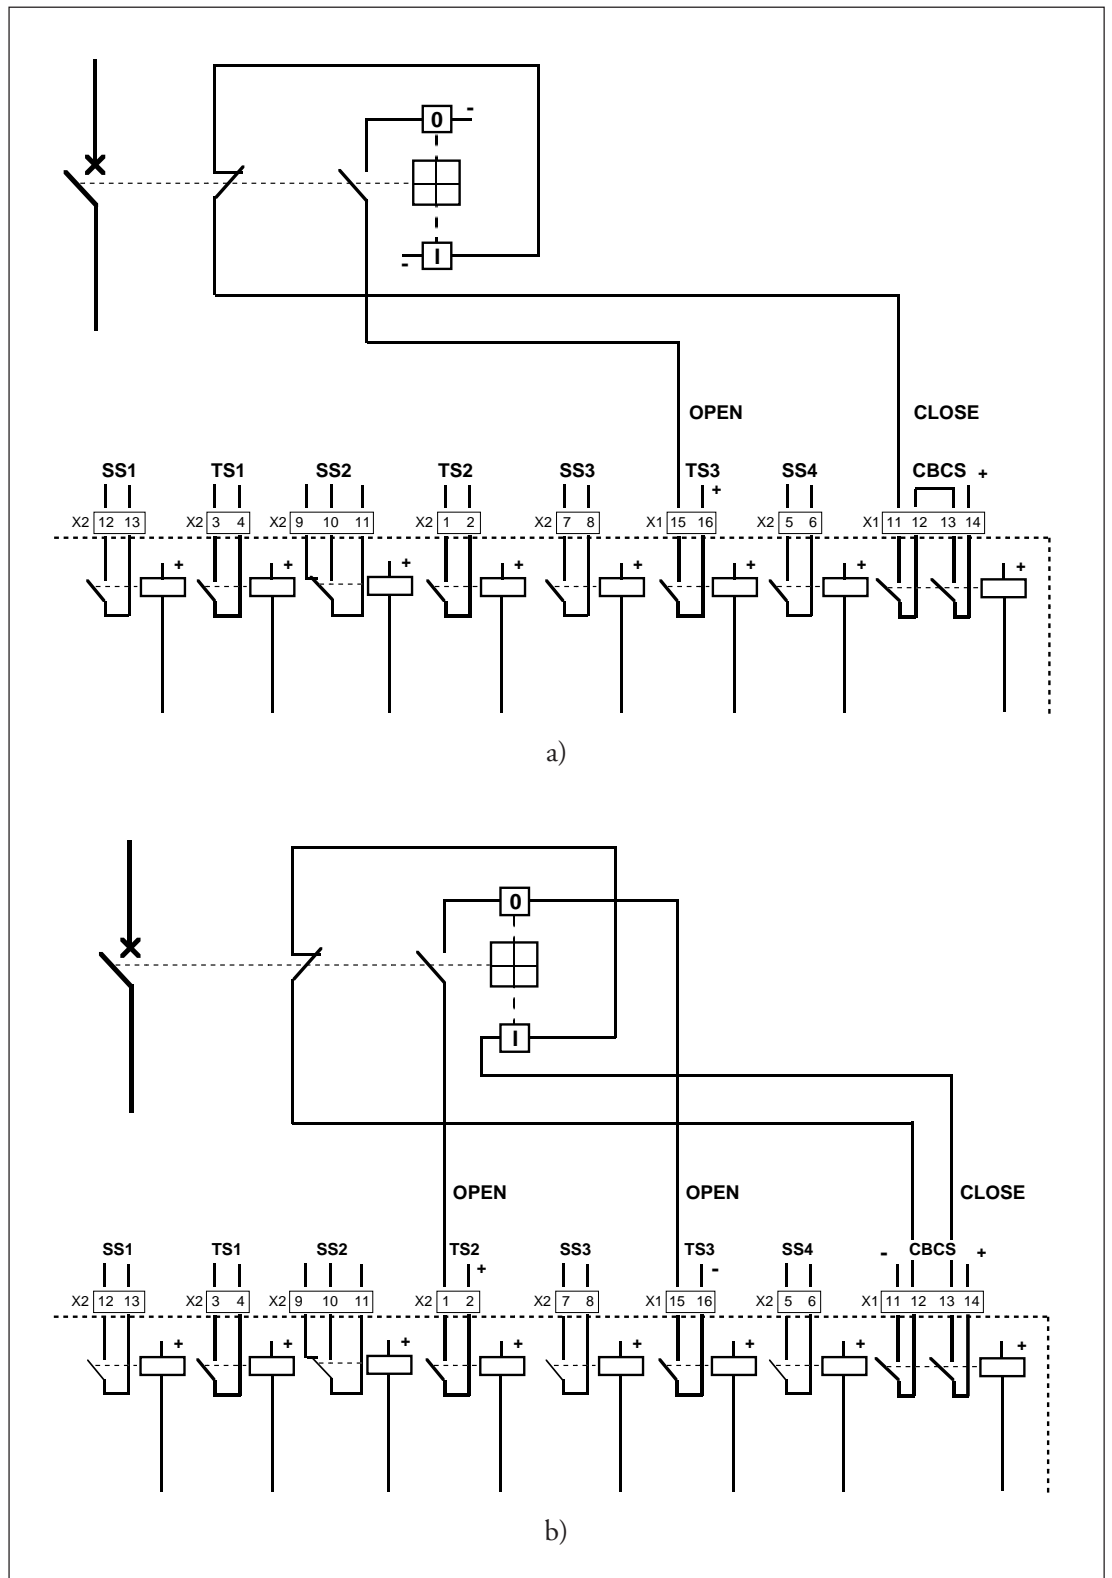 0 -
- I
OPEN CLOSE
SS1 TS1 SS2 TS2 SS3 TS3 SS4 CBCS +
+
X2 12 13 X2 3 4 X2 9 10 11 X2 1 2 X2 7 8 X1 15 16 X2 5 6 X1 11 12 13 14
+ + + + + + + +
a)
0
I
OPEN OPEN CLOSE
SS1 TS1 SS2 TS2 SS3 TS3 SS4 - CBCS +
+ -
X2 12 13 X2 3 4 X2 9 10 11 X2 1 2 X2 7 8 X1 15 16 X2 5 6 X1 11 12 13 14
+ + + + + + + +
b)